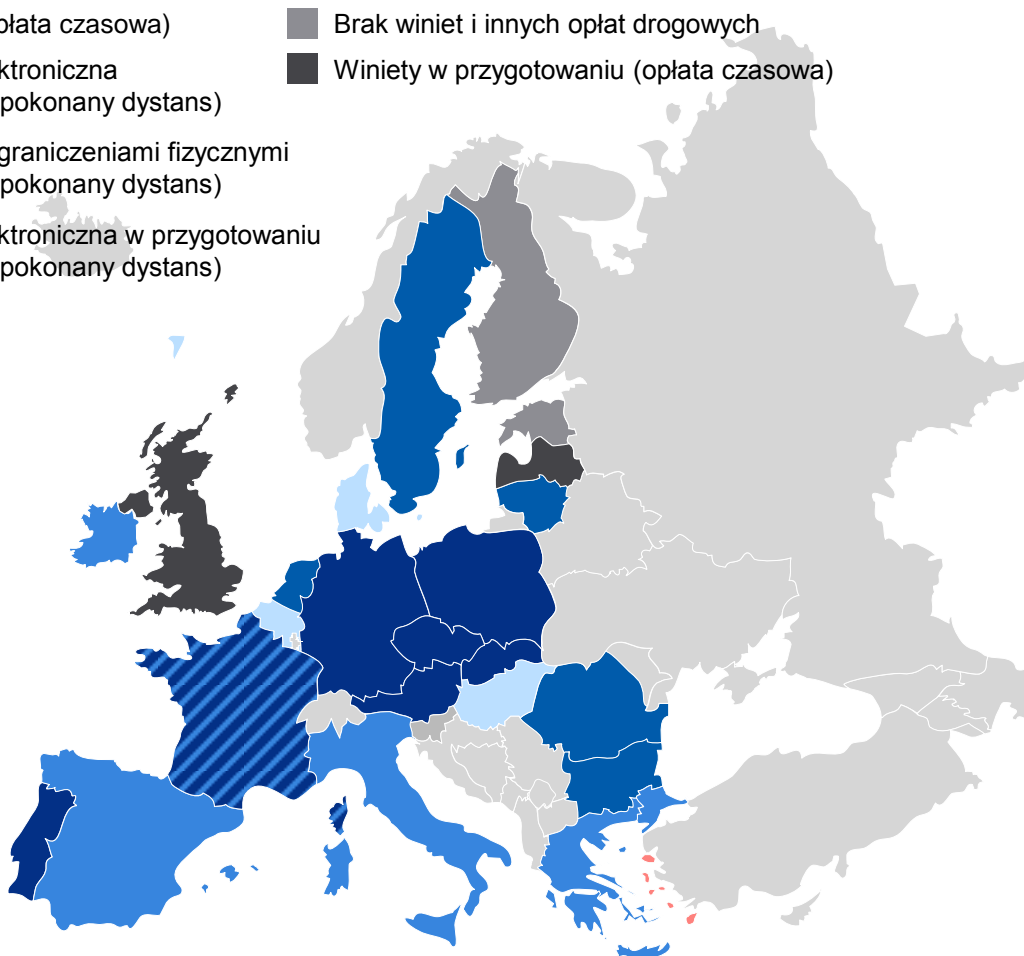 płata czasowa)
ktroniczna
pokonany dystans)
graniczeniami fizycznymi
pokonany dystans)
ktroniczna w przygotowaniu
pokonany dystans)
Brak winiet i innych opłat drogowych
Winiety w przygotowaniu (opłata czasowa)